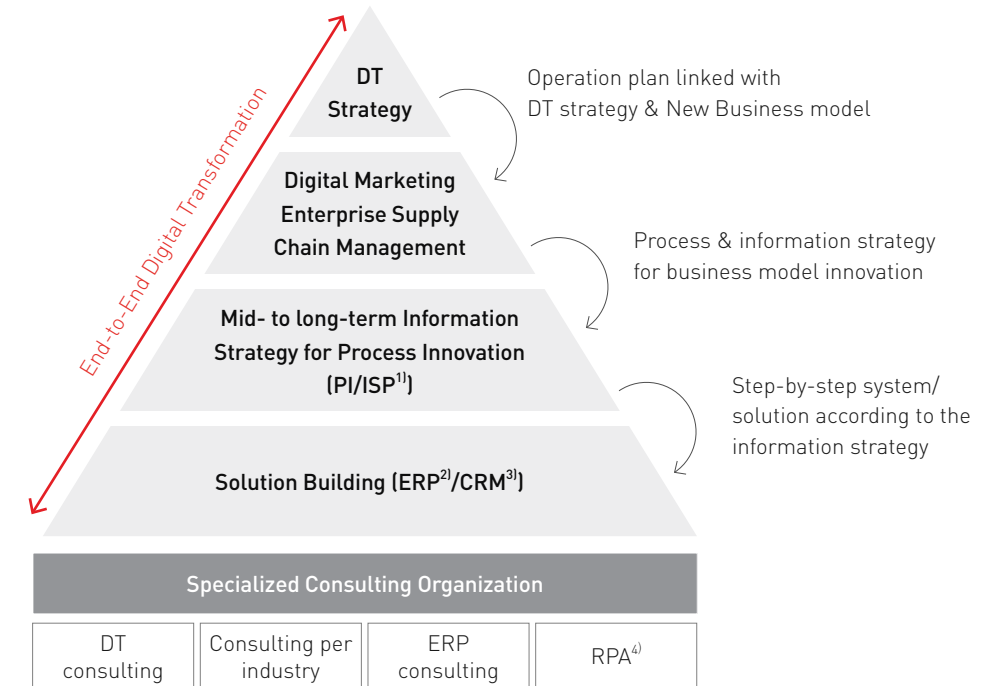 DT
Strategy
Operation plan linked with
DT strategy & New Business model
End-to-End Digital Transformation
Digital Marketing
Enterprise Supply
Chain Management
Process & information strategy
for business model innovation
Mid- to long-term Information
Strategy for Process Innovation
(PI/ISP¹⁾)
Step-by-step system/
solution according to the
information strategy
Solution Building (ERP²⁾/CRM³⁾)
Specialized Consulting Organization
DT
consulting
Consulting per
industry
ERP
consulting
RPA⁴⁾